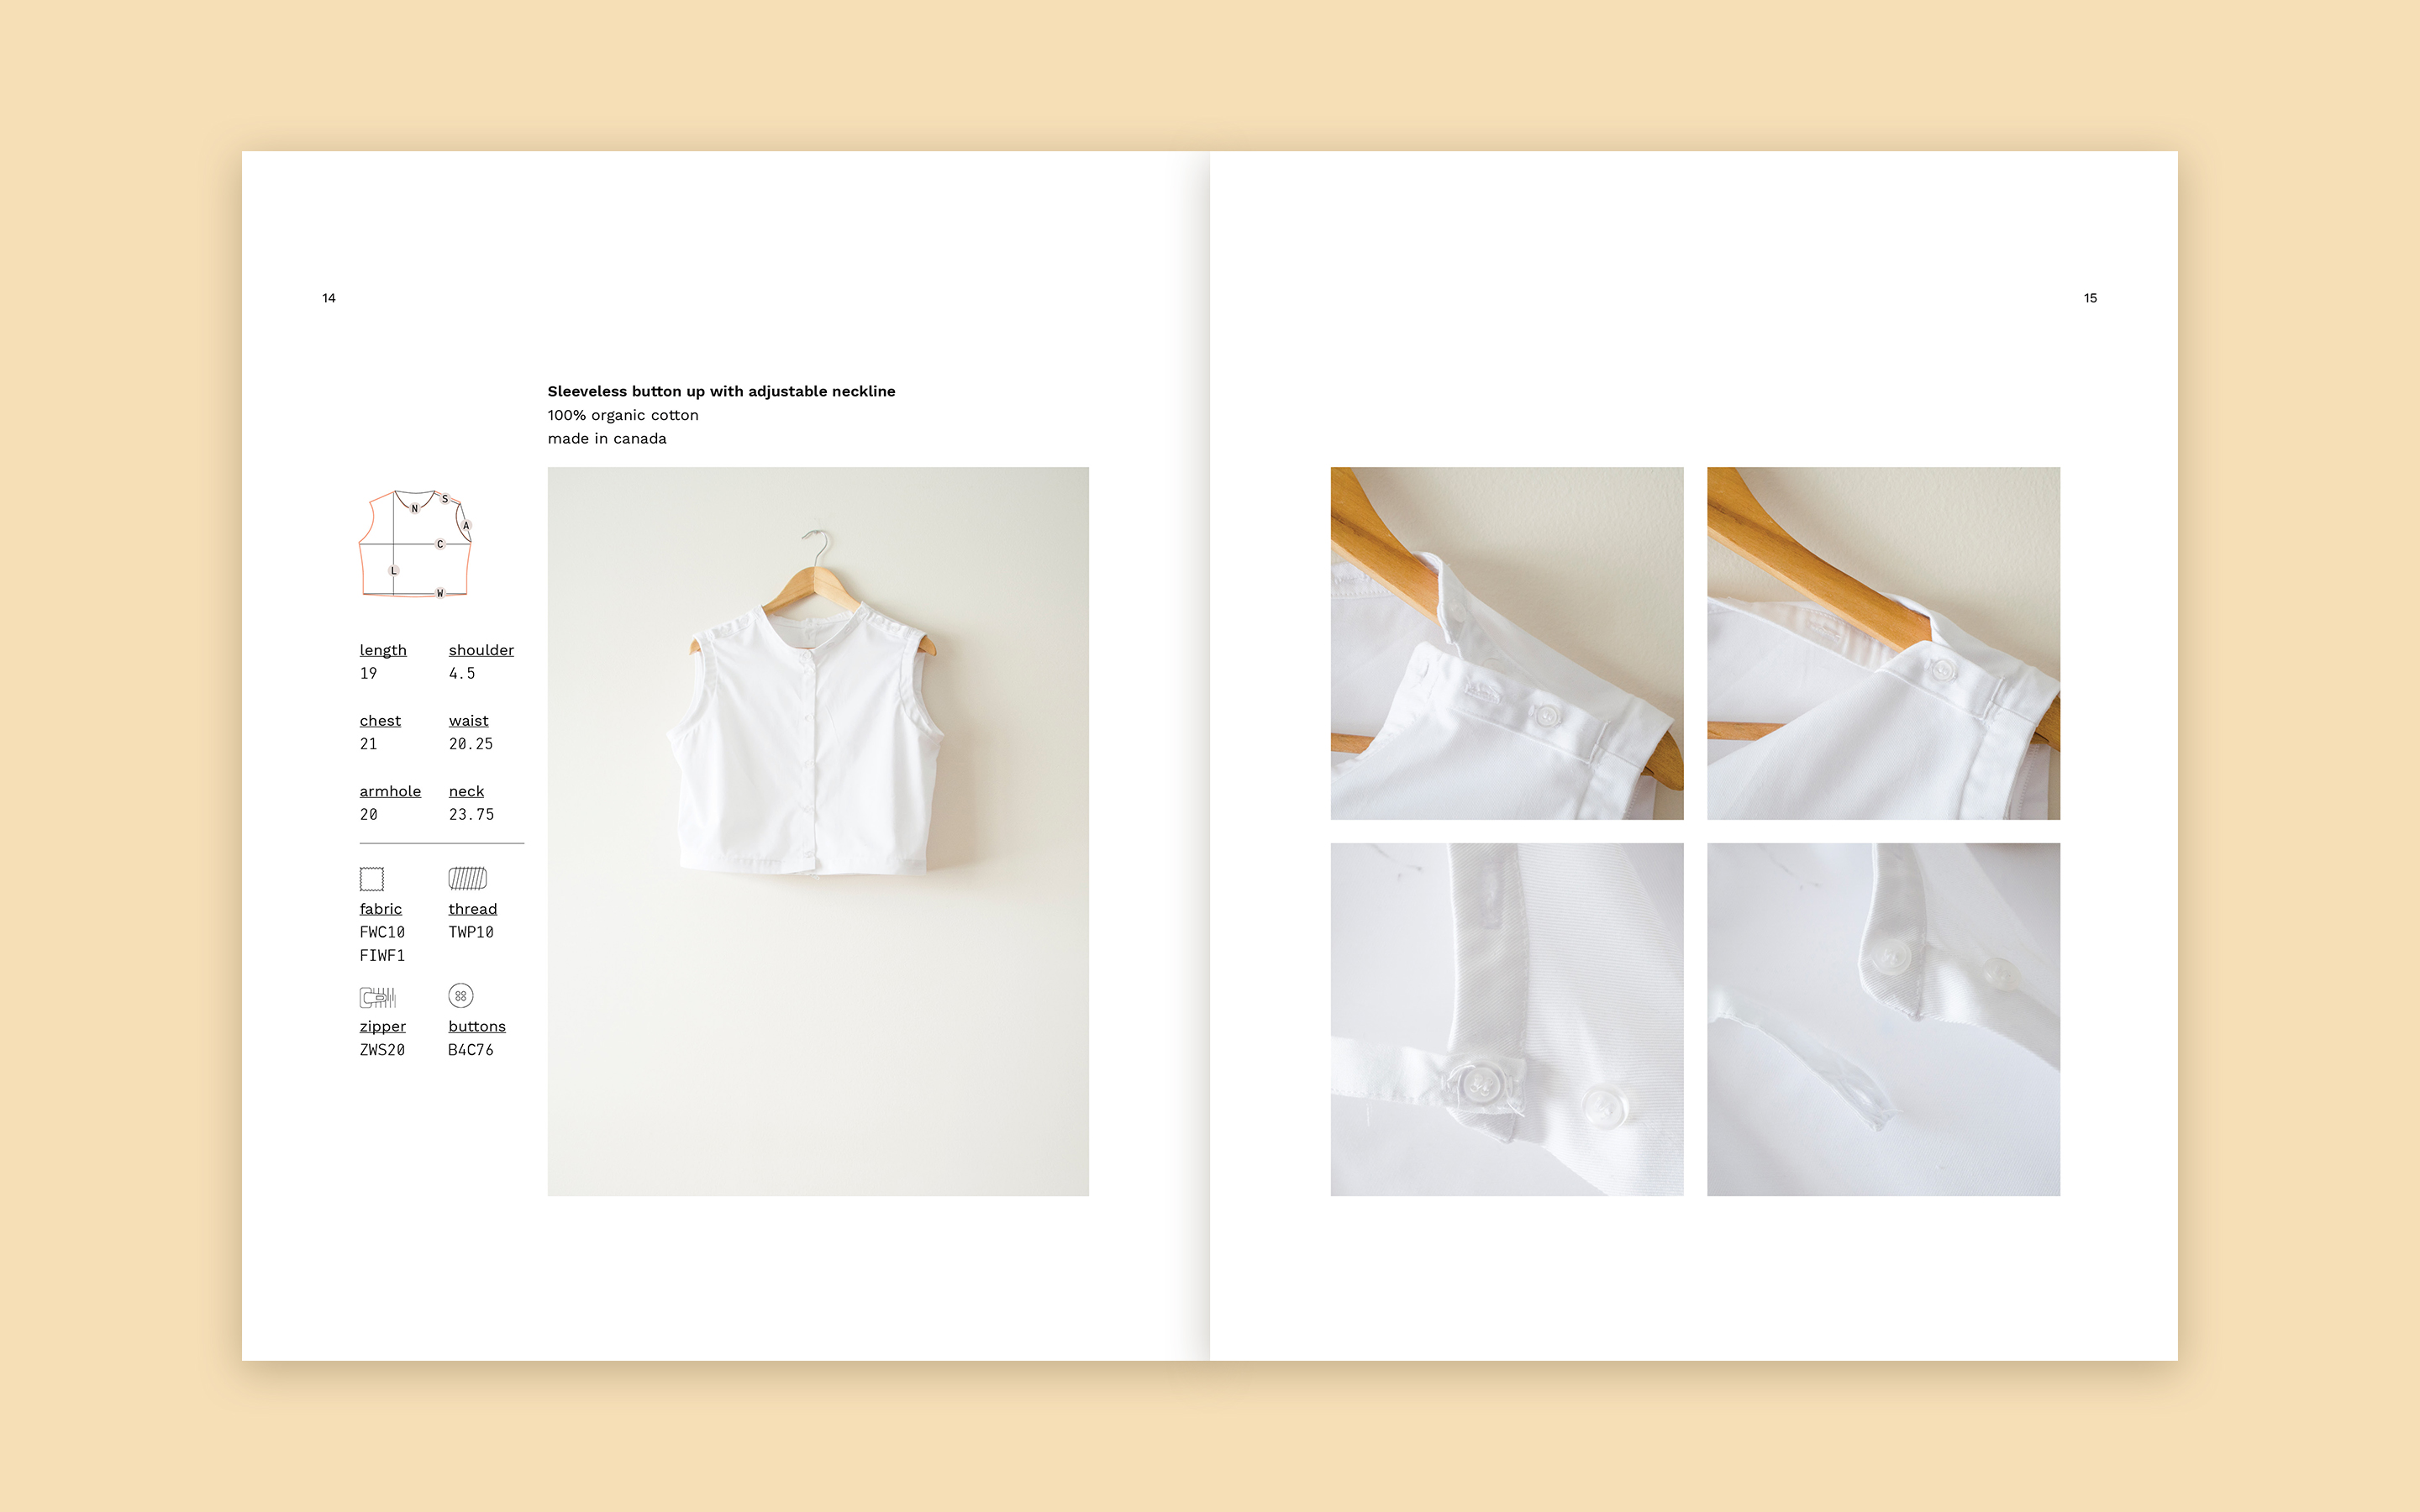 14
Sleeveless button up with adjustable neckline
100% organic cotton
made in canada
N
S
A
C
L
W
length shoulder
19 4.5
chest waist
21 20.25
armhole neck
20 23.75
fabric thread
FWC10 TWP10
FIWF1
zipper buttons
ZWS20 B4C76
15